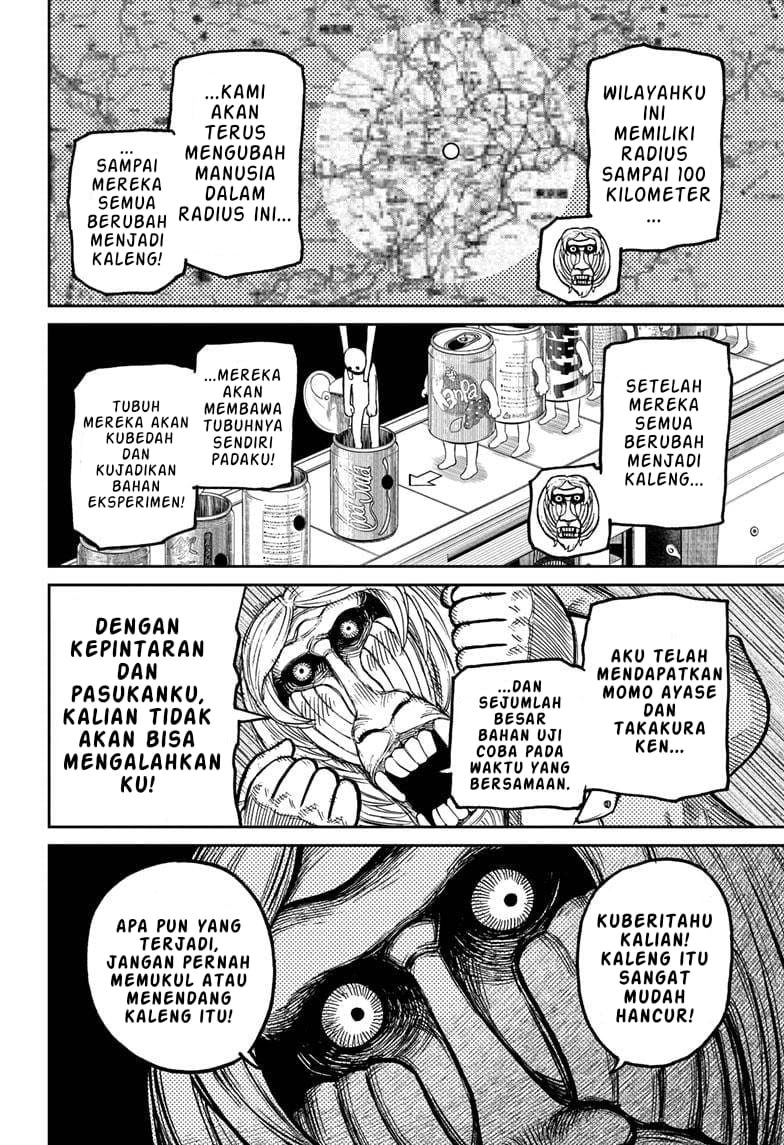 WILAYAHKU
INI
MEMILIKI
RADIUS
SAMPAI 100
KILOMETER
...
...KAMI
AKAN
TERUS
MENGUBAH
MANUSIA
DALAM
RADIUS INI...
...
SAMPAI
MEREKA
SEMUA
BERUBAH
MENJADI
KALENG!
SETELAH
MEREKA
SEMUA
BERUBAH
MENJADI
KALENG...
...MEREKA
AKAN
MEMBAWA
TUBUHNYA
SENDIRI
PADAKU!
TUBUH
MEREKA AKAN
KUBEDAH
DAN
KUJADIKAN
BAHAN
EKSPERIMEN!
AKU TELAH
MENDAPATKAN
MOMO AYASE
DAN
TAKAKURA
KEN...
...DAN
SEJUMLAH
BESAR
BAHAN UJI
COBA PADA
WAKTU YANG
BERSAMAAN.
DENGAN
KEPINTARAN
DAN
PASUKANKU,
KALIAN TIDAK
AKAN BISA
MENGALAHKAN
KU!
KUBERITAHU
KALIAN!
KALENG ITU
SANGAT
MUDAH
HANCUR!
APA PUN YANG
TERJADI,
JANGAN PERNAH
MEMUKUL ATAU
MENENDANG
KALENG ITU!